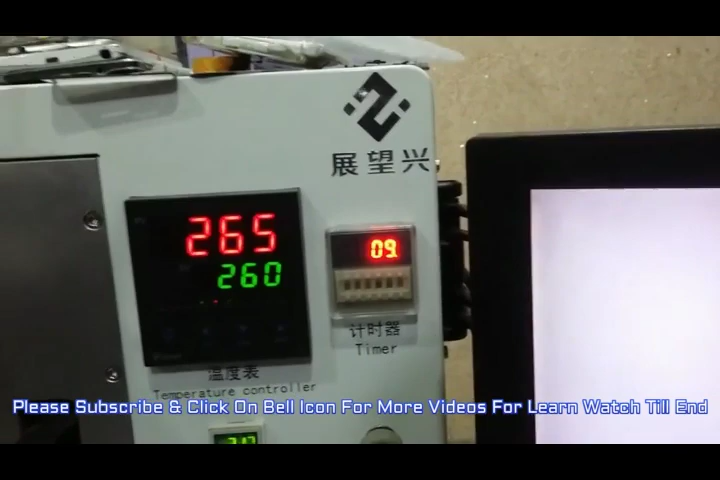 展望兴
265
260
09.
计时器
Timer
温度表
Temperature controller
Please Subscribe & Click On Bell Icon For More Videos For Learn Watch Till End